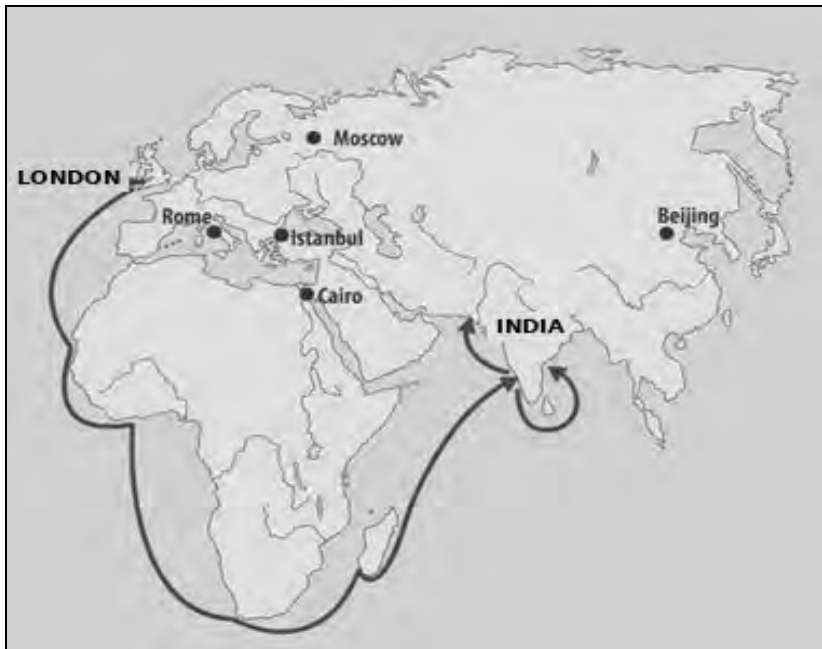 Moscow
LONDON
Rome
Istanbul
Beijing
Cairo
INDIA